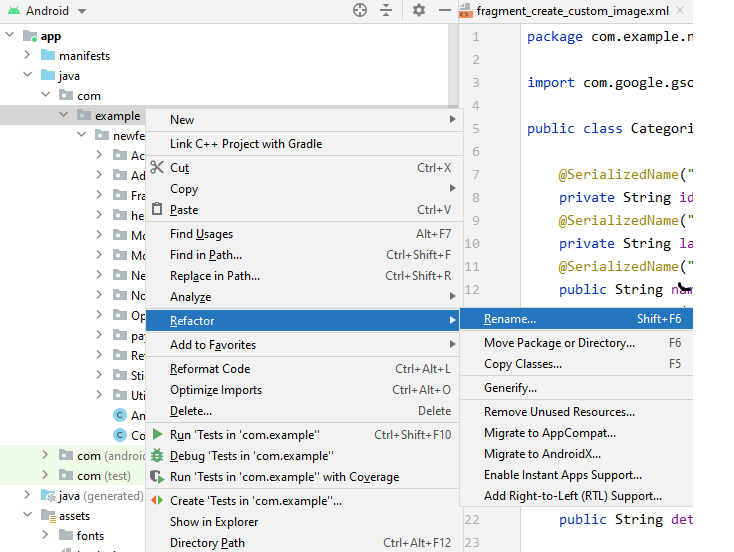 Android
fragment_create_custom_image.xml
app
manifests
java
com
example
newfe
Ac
Ad
Fra
he
Mo
Mo
Ne
No
Op
pay
Re
Stic
Uti
An
Co
com (android
com (test)
java (generated)
assets
fonts
New
Link C++ Project with Gradle
Cut Ctrl+X
Copy
Paste Ctrl+V
Find Usages Alt+F7
Find in Path... Ctrl+Shift+F
Replace in Path... Ctrl+Shift+R
Analyze
Refactor
Add to Favorites
Reformat Code Ctrl+Alt+L
Optimize Imports Ctrl+Alt+O
Delete... Delete
Run 'Tests in 'com.example'' Ctrl+Shift+F10
Debug 'Tests in 'com.example''
Run 'Tests in 'com.example'' with Coverage
Create 'Tests in 'com.example''...
Show in Explorer
Directory Path Ctrl+Alt+F12
Rename... Shift+F6
Move Package or Directory... F6
Copy Classes... F5
Generify...
Remove Unused Resources...
Migrate to AppCompat...
Migrate to AndroidX...
Enable Instant Apps Support...
Add Right-to-Left (RTL) Support...
1 package com.example.n
2
3 import com.google.gso
4
5 public class Categori
6
7 @SerializedName("
8 private String id
9 @SerializedName("
10 private String la
11 @SerializedName("
12 public String nam
22 public String det
23